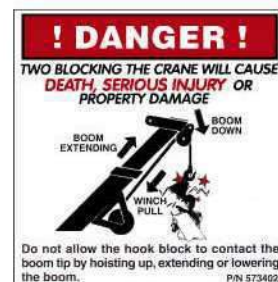 ! DANGER !
TWO BLOCKING THE CRANE WILL CAUSE
DEATH, SERIOUS INJURY OR
PROPERTY DAMAGE
BOOM
DOWN
BOOM
EXTENDING
WINCH
PULL
Do not allow the hook block to contact the
boom tip by hoisting up, extending or lowering
the boom.
P/N 573402